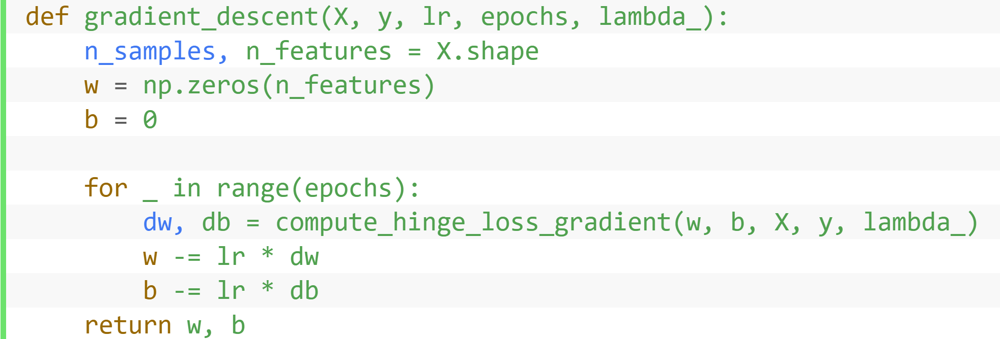 def gradient_descent(X, y, lr, epochs, lambda_):
    n_samples, n_features = X.shape
    w = np.zeros(n_features)
    b = 0

    for _ in range(epochs):
        dw, db = compute_hinge_loss_gradient(w, b, X, y, lambda_)
        w -= lr * dw
        b -= lr * db
    return w, b